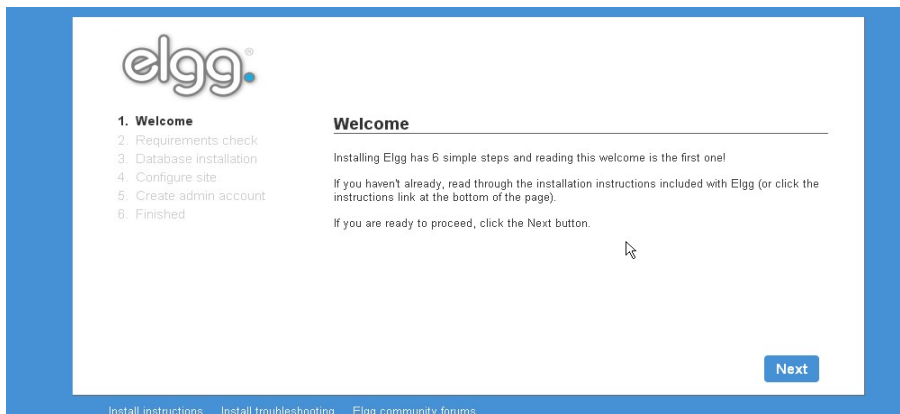 elgg.®
1. Welcome
2. Requirements check
3. Database installation
4. Configure site
5. Create admin account
6. Finished
Welcome
Installing Elgg has 6 simple steps and reading this welcome is the first one!
If you haven't already, read through the installation instructions included with Elgg (or click the
instructions link at the bottom of the page).
If you are ready to proceed, click the Next button.
Next
Install instructions Install troubleshooting Elgg community forums